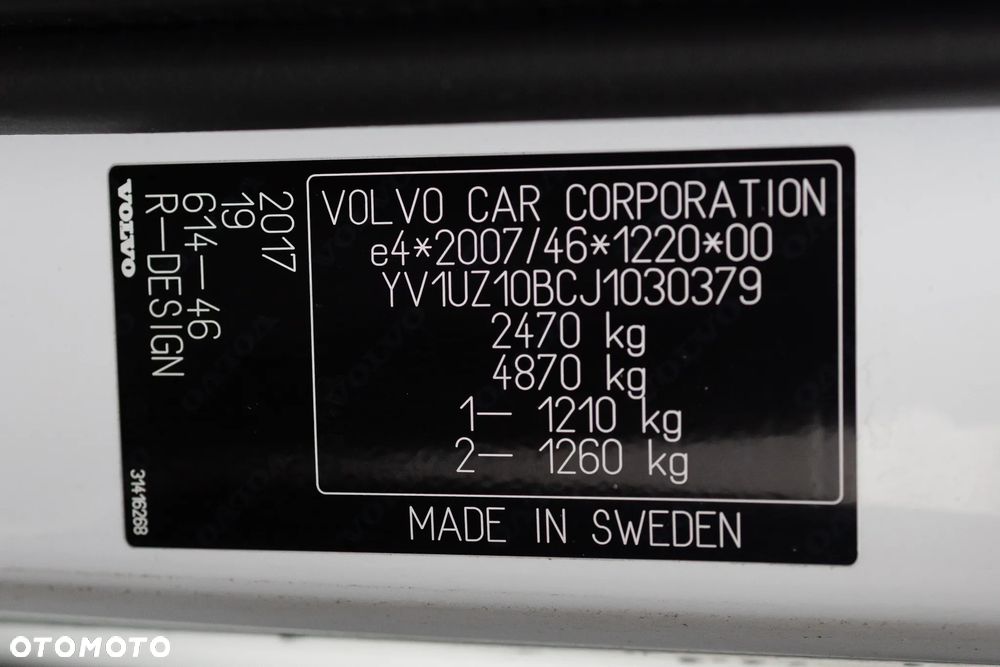 VOLVO CAR CORPORATION
e4*2007/46*1220*00
YV1UZ10BCJ1030379
2470 kg
4870 kg
1— 1210 kg
2— 1260 kg
MADE IN SWEDEN
2017
19
614—46
R—DESIGN
VOLVO
31416268
OTOMOTO